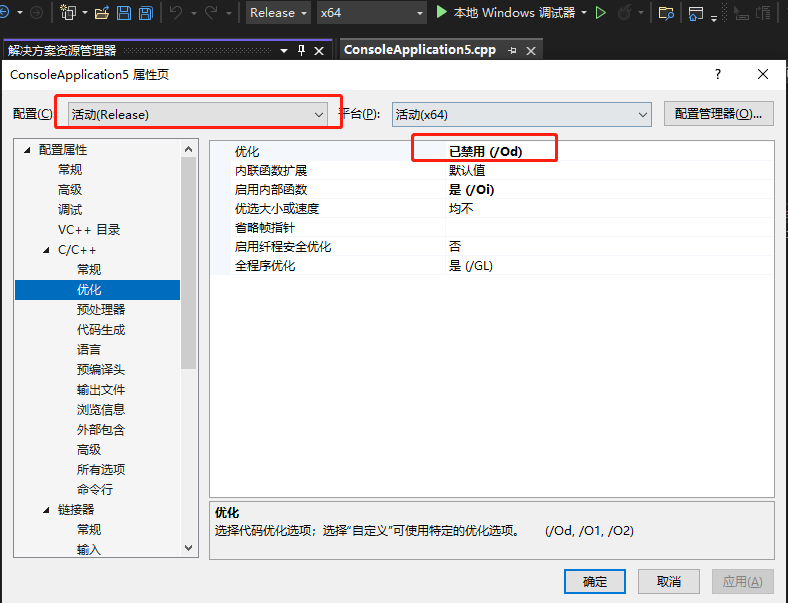 Release x64 本地 Windows 调试器
解决方案资源管理器 ConsoleApplication5.cpp
ConsoleApplication5 属性页 ?
配置(C) 活动(Release) 平台(P): 活动(x64) 配置管理器(O)...
配置属性
常规
高级
调试
VC++ 目录
C/C++
常规
优化
预处理器
代码生成
语言
预编译头
输出文件
浏览信息
外部包含
高级
所有选项
命令行
链接器
常规
输入
优化 已禁用 (/Od)
内联函数扩展 默认值
启用内部函数 是 (/Oi)
优选大小或速度 均不
省略帧指针
启用纤程安全优化 否
全程序优化 是 (/GL)
优化
选择代码优化选项；选择“自定义”可使用特定的优化选项。 (/Od, /O1, /O2)
确定 取消 应用(A)